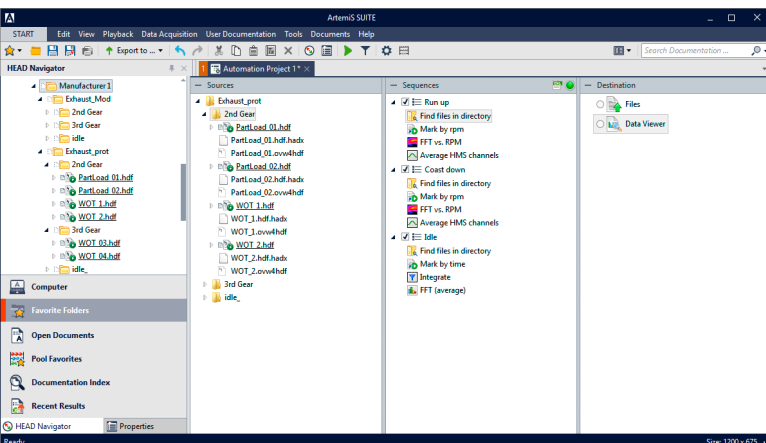 ArtemiS SUITE
START Edit View Playback Data Acquisition User Documentation Tools Documents Help
Export to ...
Search Documentation ...
HEAD Navigator
1 Automation Project 1*
Manufacturer1
Exhaust_Mod
2nd Gear
3rd Gear
idle
Exhaust_prot
2nd Gear
PartLoad 01.hdf
PartLoad 02.hdf
WOT 1.hdf
WOT 2.hdf
3rd Gear
WOT 03.hdf
WOT 04.hdf
idle_
Computer
Favorite Folders
Open Documents
Pool Favorites
Documentation Index
Recent Results
HEAD Navigator Properties
Sources
Exhaust_prot
2nd Gear
PartLoad 01.hdf
PartLoad_01.hdf.hadx
PartLoad_01.ovw4hdf
PartLoad 02.hdf
PartLoad_02.hdf.hadx
PartLoad_02.ovw4hdf
WOT 1.hdf
WOT_1.hdf.hadx
WOT_1.ovw4hdf
WOT 2.hdf
WOT_2.hdf.hadx
WOT_2.ovw4hdf
3rd Gear
idle_
Sequences
Run up
Find files in directory
Mark by rpm
FFT vs. RPM
Average HMS channels
Coast down
Find files in directory
Mark by rpm
FFT vs. RPM
Average HMS channels
Idle
Find files in directory
Mark by time
Integrate
FFT (average)
Destination
Files
Data Viewer
Ready
Size: 1200 x 675